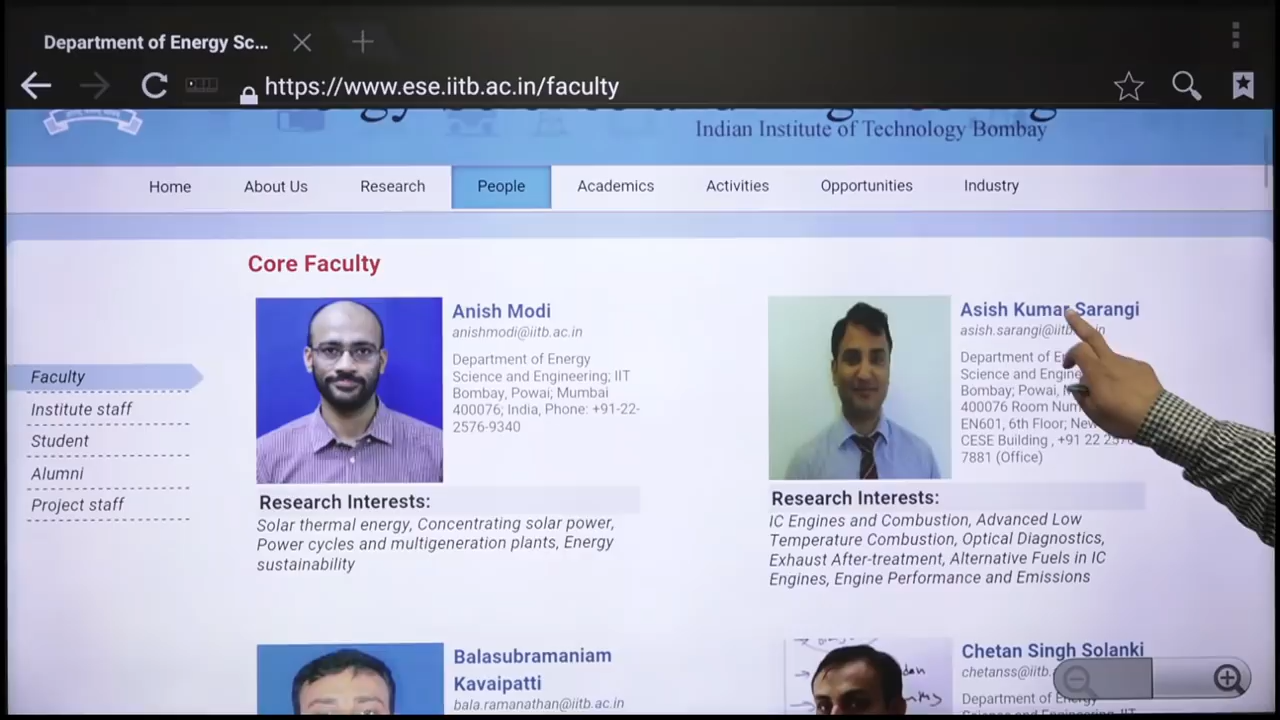 Department of Energy Sc...
https://www.ese.iitb.ac.in/faculty
Indian Institute of Technology Bombay
Home
About Us
Research
People
Academics
Activities
Opportunities
Industry
Core Faculty
Faculty
Institute staff
Student
Alumni
Project staff
Anish Modi
anishmodi@iitb.ac.in
Department of Energy
Science and Engineering; IIT
Bombay, Powai; Mumbai
400076; India, Phone: +91-22-
2576-9340
Research Interests:
Solar thermal energy, Concentrating solar power,
Power cycles and multigeneration plants, Energy
sustainability
Asish Kumar Sarangi
asish.sarangi@iitb
Department of
Science and
Bombay; Powai,
400076 Room
EN601, 6th Floor;
CESE Building , +91 22
7881 (Office)
Research Interests:
IC Engines and Combustion, Advanced Low
Temperature Combustion, Optical Diagnostics,
Exhaust After-treatment, Alternative Fuels in IC
Engines, Engine Performance and Emissions
Balasubramaniam
Kavaipatti
bala.ramanathan@iitb.ac.in
Chetan Singh Solanki
chetanss@iitb.
Department of Energy